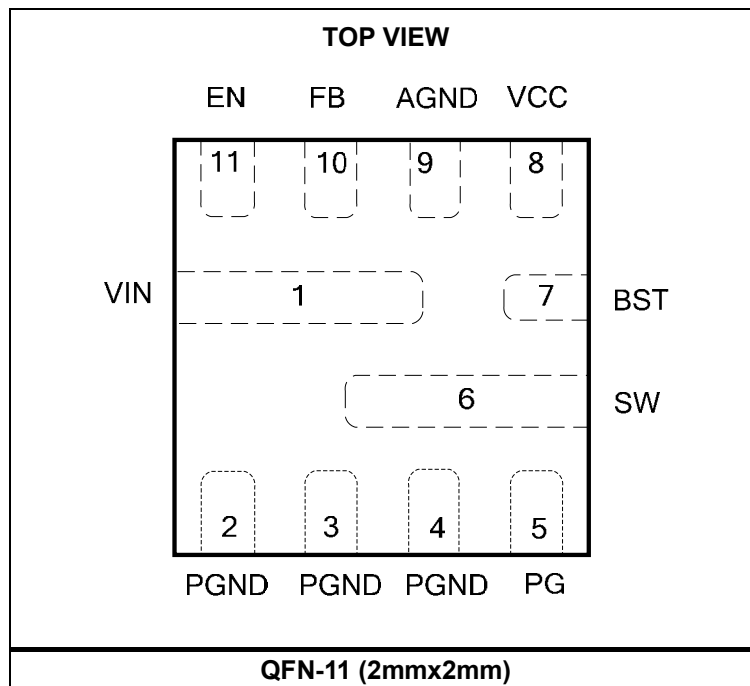 TOP VIEW
EN FB AGND VCC
11 10 9 8
VIN 1 7 BST
6 SW
2 3 4 5
PGND PGND PGND PG
QFN-11 (2mmx2mm)